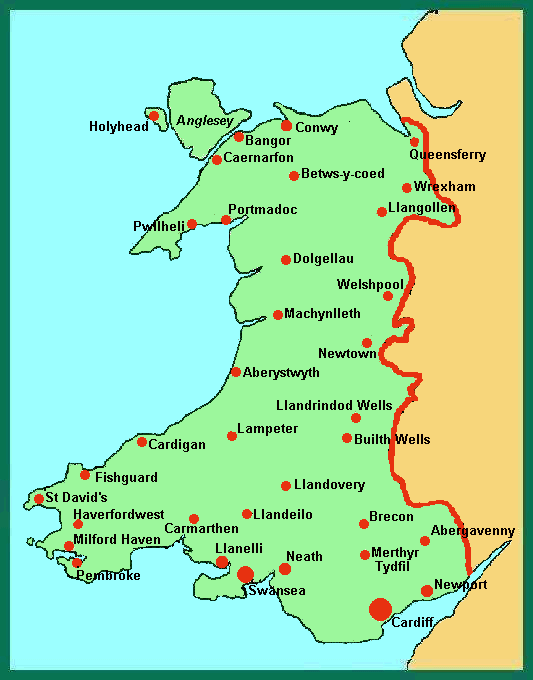 Anglesey
Holyhead
Conwy
Bangor
Caernarfon
Queensferry
Betws-y-coed
Wrexham
Llangollen
Portmadoc
Pwllheli
Dolgellau
Welshpool
Machynlleth
Newtown
Aberystwyth
Llandrindod Wells
Lampeter
Builth Wells
Cardigan
Fishguard
Llandovery
St David's
Haverfordwest
Llandeilo
Carmarthen
Brecon
Abergavenny
Milford Haven
Llanelli
Neath
Merthyr
Tydfil
Pembroke
Swansea
Newport
Cardiff